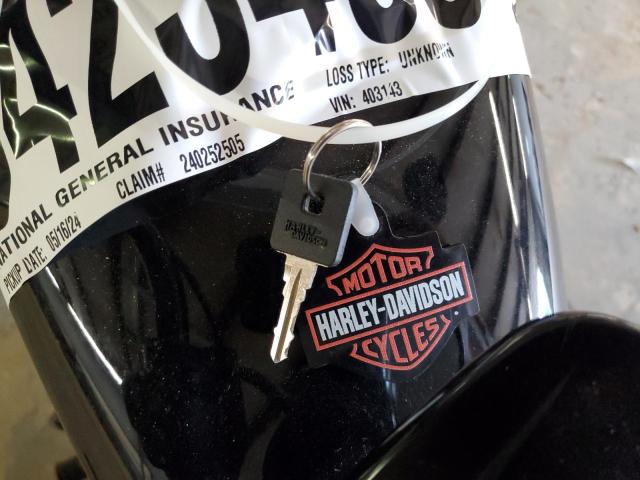 LOSS TYPE: UNKNOWN
VIN: 403143
NATIONAL GENERAL INSURANCE
CLAIM# 240252505
PICKUP DATE: 05/16/24
HARLEY-
DAVIDSON
MOTOR
HARLEY-DAVIDSON
CYCLES